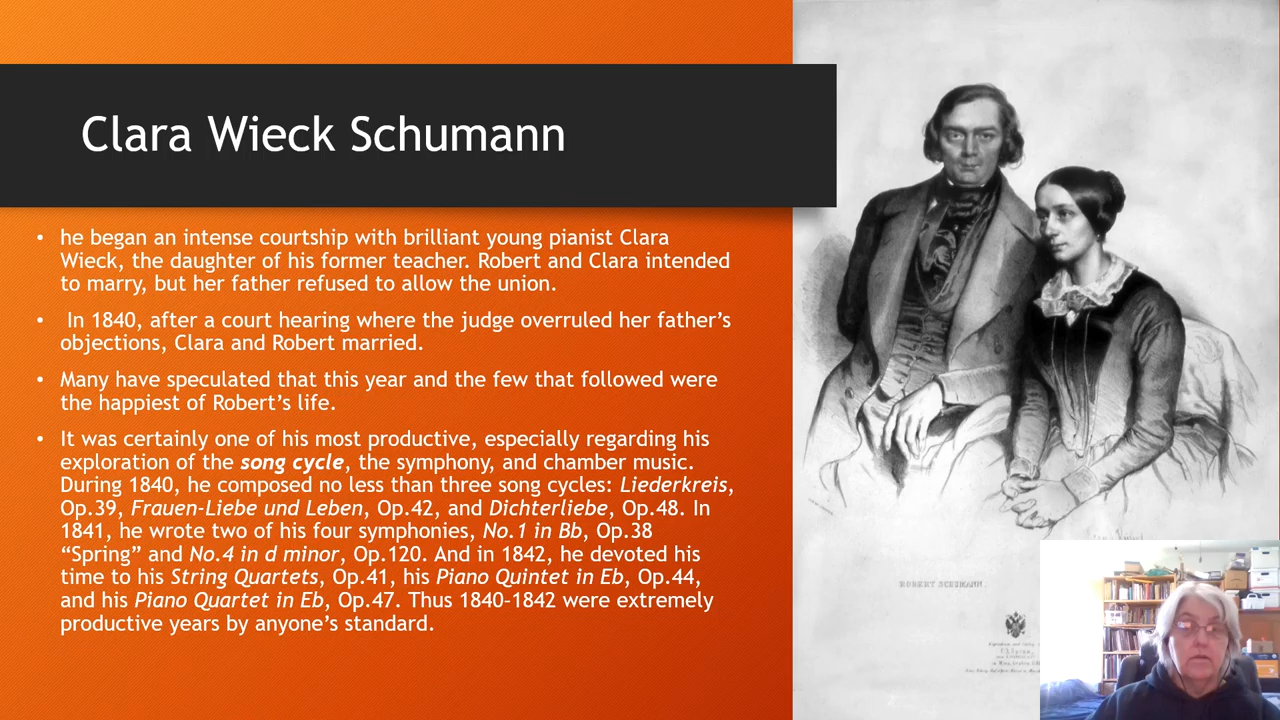 Clara Wieck Schumann
• he began an intense courtship with brilliant young pianist Clara
Wieck, the daughter of his former teacher. Robert and Clara intended
to marry, but her father refused to allow the union.
• In 1840, after a court hearing where the judge overruled her father’s
objections, Clara and Robert married.
• Many have speculated that this year and the few that followed were
the happiest of Robert’s life.
• It was certainly one of his most productive, especially regarding his
exploration of the song cycle, the symphony, and chamber music.
During 1840, he composed no less than three song cycles: Liederkreis,
Op.39, Frauen-Liebe und Leben, Op.42, and Dichterliebe, Op.48. In
1841, he wrote two of his four symphonies, No.1 in Bb, Op.38
“Spring” and No.4 in d minor, Op.120. And in 1842, he devoted his
time to his String Quartets, Op.41, his Piano Quintet in Eb, Op.44,
and his Piano Quartet in Eb, Op.47. Thus 1840-1842 were extremely
productive years by anyone’s standard.
ROBERT SCHUMANN.